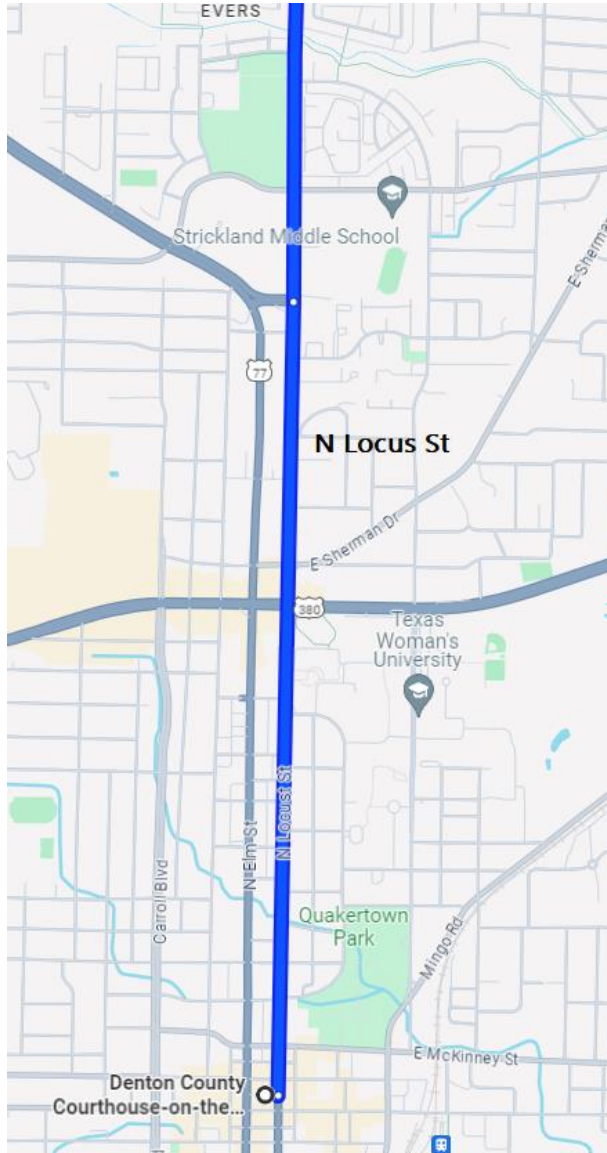 EVERS
Strickland Middle School
E Sherma
77
N Locus St
E Sherman Dr
380
Texas
Woman's
University
N Locust St
N Elm St
Carroll Blvd
Quakertown
Park
Mingo Rd
E McKinney St
Denton County
Courthouse-on-the...